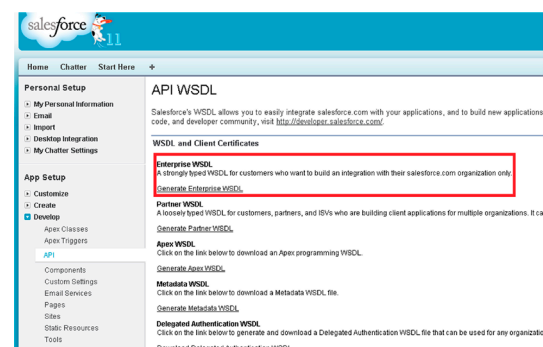 salesforce
11
Home Chatter Start Here +
Personal Setup
My Personal Information
Email
Import
Desktop Integration
My Chatter Settings
App Setup
Customize
Create
Develop
Apex Classes
Apex Triggers
API
Components
Custom Settings
Email Services
Pages
Sites
Static Resources
Tools
API WSDL
Salesforce's WSDL allows you to easily integrate salesforce.com with your applications, and to build new applications
code, and developer community, visit http://developer.salesforce.com/.
WSDL and Client Certificates
Enterprise WSDL
A strongly typed WSDL for customers who want to build an integration with their salesforce.com organization only.
Generate Enterprise WSDL
Partner WSDL
A loosely typed WSDL for customers, partners, and ISVs who are building client applications for multiple organizations. It ca
Generate Partner WSDL
Apex WSDL
Click on the link below to download an Apex programming WSDL.
Generate Apex WSDL
Metadata WSDL
Click on the link below to download a Metadata WSDL file.
Generate Metadata WSDL
Delegated Authentication WSDL
Click on the link below to generate and download a Delegated Authentication WSDL file that can be used for any organizatio
Download Delegated Authentication WSDL